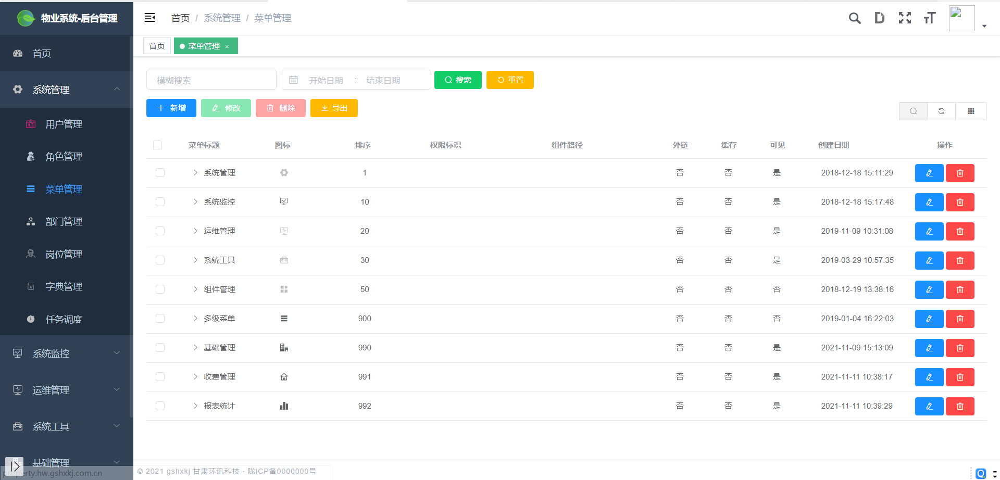 物业系统-后台管理
首页 / 系统管理 / 菜单管理
首页
菜单管理 ×
首页
系统管理
用户管理
角色管理
菜单管理
部门管理
岗位管理
字典管理
任务调度
系统监控
运维管理
系统工具
基础管理
property.hw.gshxkj.com.cn
模糊搜索
开始日期 : 结束日期
搜索
重置
新增
修改
删除
导出
菜单标题 图标 排序 权限标识 组件路径 外链 缓存 可见 创建日期 操作
系统管理 1 否 否 是 2018-12-18 15:11:29
系统监控 10 否 否 是 2018-12-18 15:17:48
运维管理 20 否 否 是 2019-11-09 10:31:08
系统工具 30 否 否 是 2019-03-29 10:57:35
组件管理 50 否 否 否 2018-12-19 13:38:16
多级菜单 900 否 否 否 2019-01-04 16:22:03
基础管理 990 否 否 是 2021-11-09 15:13:09
收费管理 991 否 否 是 2021-11-11 10:38:17
报表统计 992 否 否 是 2021-11-11 10:39:29
© 2021 gshxkj 甘肃环讯科技 · 陇ICP备0000000号